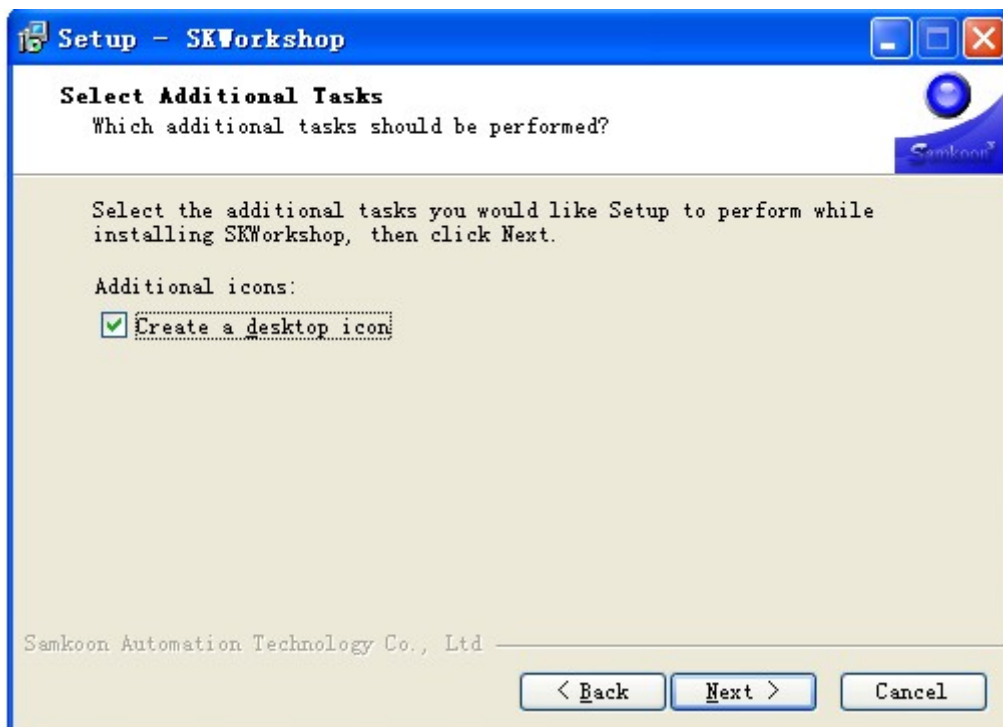 Setup - SKWorkshop
Select Additional Tasks
Which additional tasks should be performed?
Samkoon
Select the additional tasks you would like Setup to perform while
installing SKWorkshop, then click Next.
Additional icons:
Create a desktop icon
Samkoon Automation Technology Co., Ltd
< Back Next > Cancel